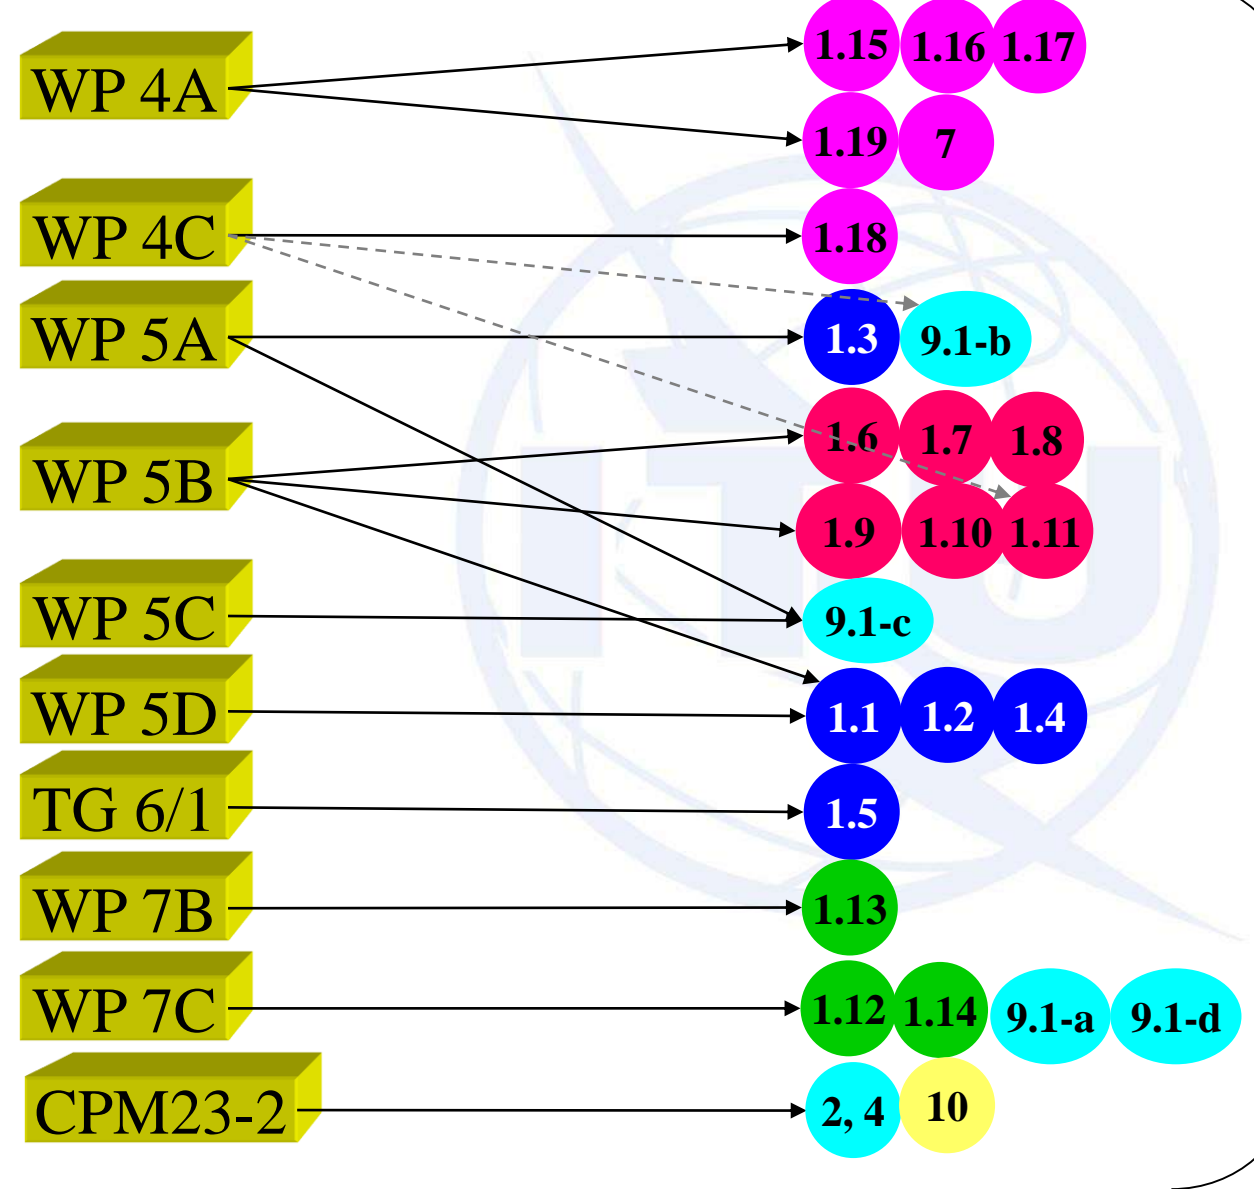 WP 4A
1.15 1.16 1.17
1.19 7
WP 4C
1.18
WP 5A
1.3 9.1-b
WP 5B
1.6 1.7 1.8
1.9 1.10 1.11
WP 5C
9.1-c
WP 5D
1.1 1.2 1.4
TG 6/1
1.5
WP 7B
1.13
WP 7C
1.12 1.14 9.1-a 9.1-d
CPM23-2
2, 4 10
ITU